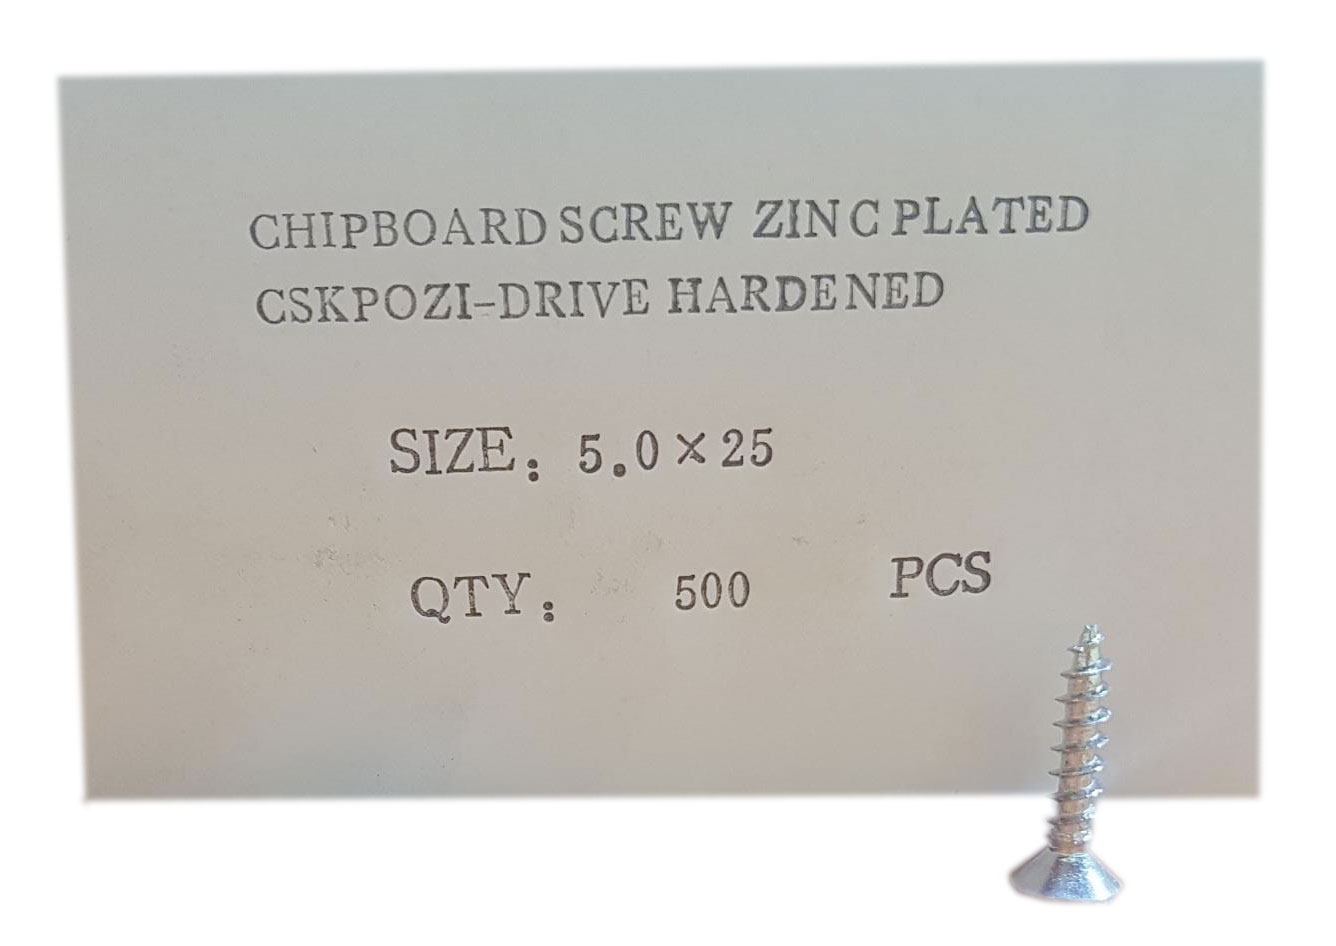 CHIPBOARD SCREW ZINC PLATED
CSKPOZI-DRIVE HARDENED
SIZE: 5.0×25
QTY: 500 PCS